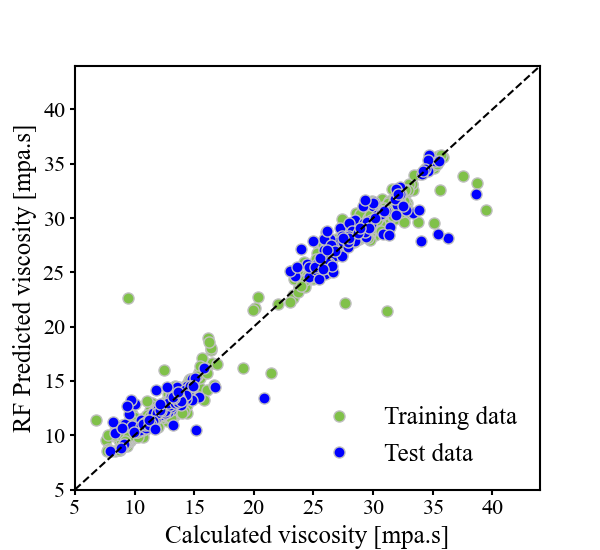 RF Predicted viscosity [mpa.s]
40
35
30
25
20
15
10
5
5 10 15 20 25 30 35 40
Calculated viscosity [mpa.s]
Training data
Test data